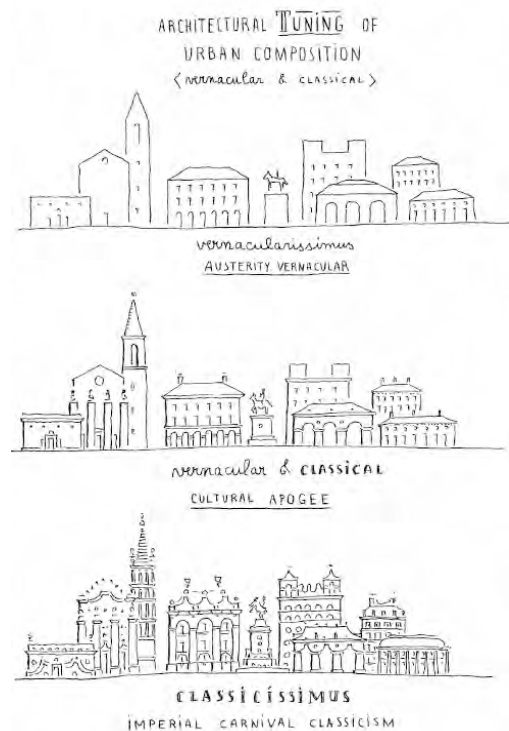 ARCHITECTURAL TUNING OF
URBAN COMPOSITION
<vernacular & CLASSICAL>
vernacularissimus
AUSTERITY VERNACULAR
vernacular & CLASSICAL
CULTURAL APOGEE
CLASSICISSIMUS
IMPERIAL CARNIVAL CLASSICISM